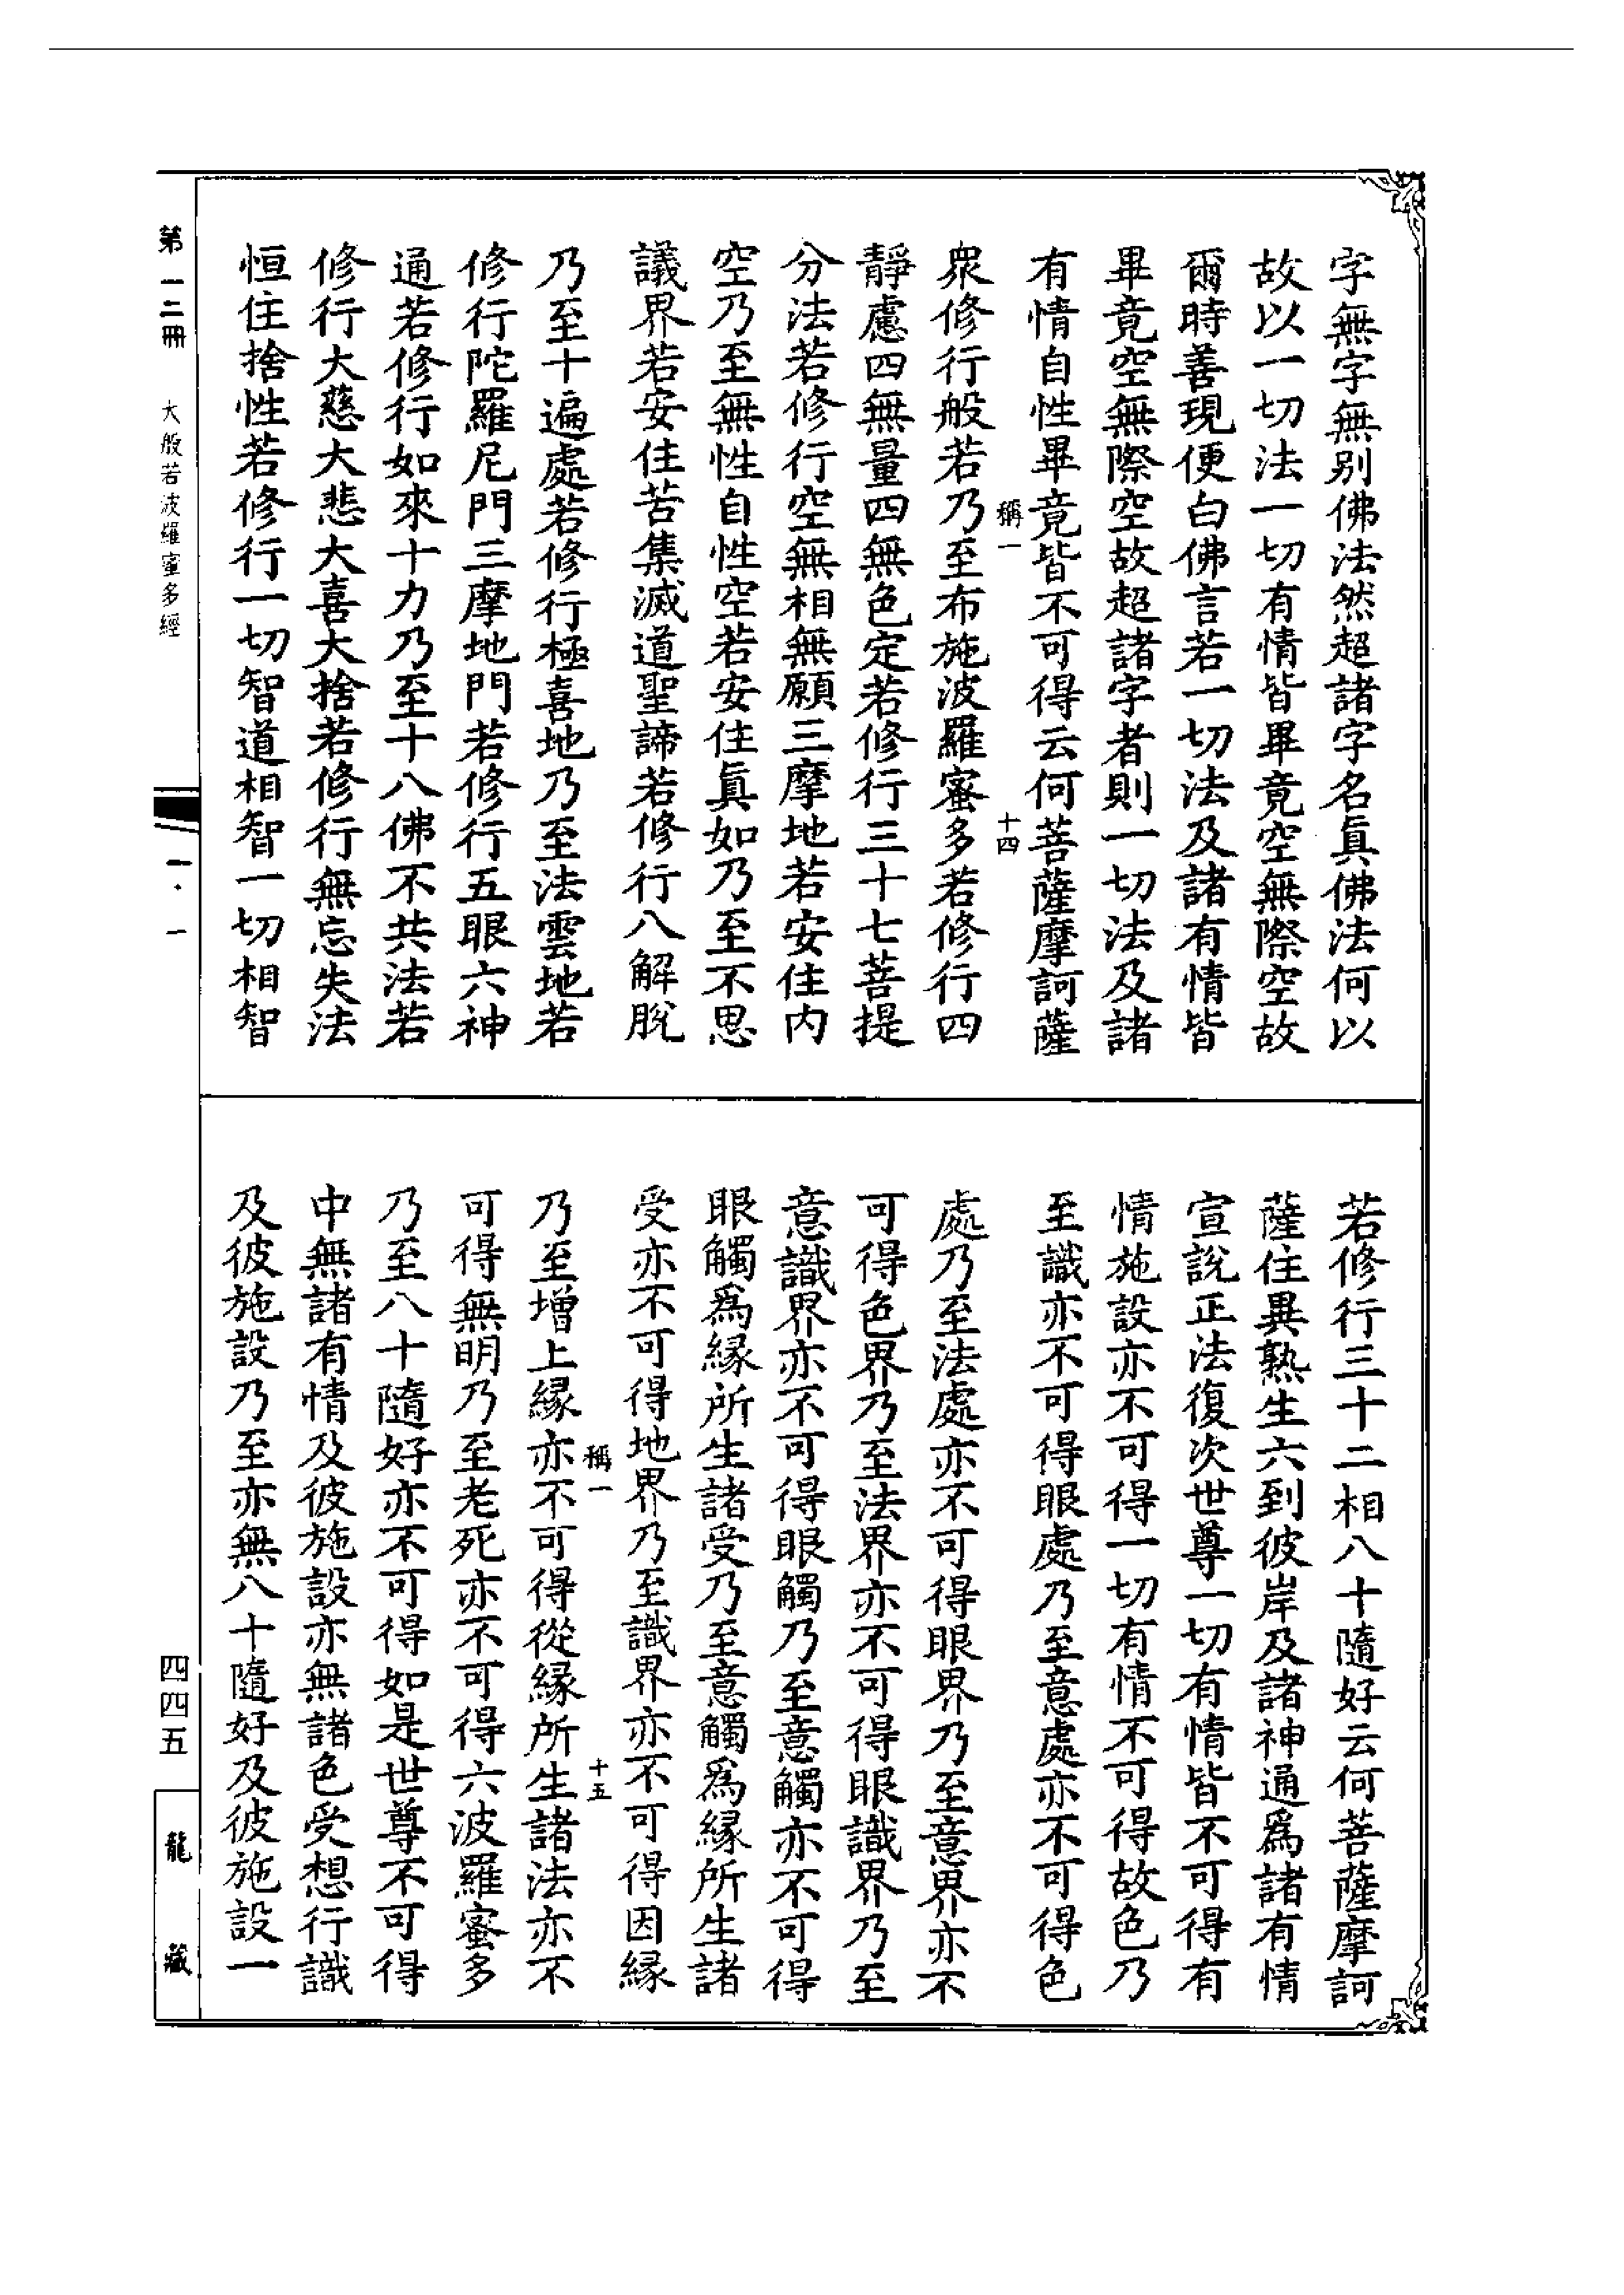 字無字無別佛法然超諸字名眞佛法何以
故以一切法一切有情皆畢竟空無際空故
爾時善現便白佛言若一切法及諸有情皆
畢竟空無際空故超諸字者則一切法及諸
有情自性畢竟皆不可得云何菩薩摩訶薩
稱一 十四
衆修行般若乃至布施波羅蜜多若修行四
靜慮四無量四無色定若修行三十七菩提
分法若修行空無相無願三摩地若安住内
空乃至無性自性空若安住眞如乃至不思
議界若安住苦集滅道聖諦若修行八解脫
乃至十遍處若修行極喜地乃至法雲地若
修行陀羅尼門三摩地門若修行五眼六神
通若修行如來十力乃至十八佛不共法若
修行大慈大悲大喜大捨若修行無忘失法
恒住捨性若修行一切智道相智一切相智
若修行三十二相八十隨好云何菩薩摩訶
薩住異熟生六到彼岸及諸神通爲諸有情
宣說正法復次世尊一切有情皆不可得有
情施設亦不可得一切有情不可得故色乃
至識亦不可得眼處乃至意處亦不可得色
處乃至法處亦不可得眼界乃至意界亦不
可得色界乃至法界亦不可得眼識界乃至
意識界亦不可得眼觸乃至意觸亦不可得
眼觸爲緣所生諸受乃至意觸爲緣所生諸
受亦不可得地界乃至識界亦不可得因緣
稱一 十五
乃至增上緣亦不可得從緣所生諸法亦不
可得無明乃至老死亦不可得六波羅蜜多
乃至八十隨好亦不可得如是世尊不可得
中無諸有情及彼施設亦無諸色受想行識
及彼施設乃至亦無八十隨好及彼施設一
第一二冊 大般若波羅蜜多經 一·一 四四五 龍藏